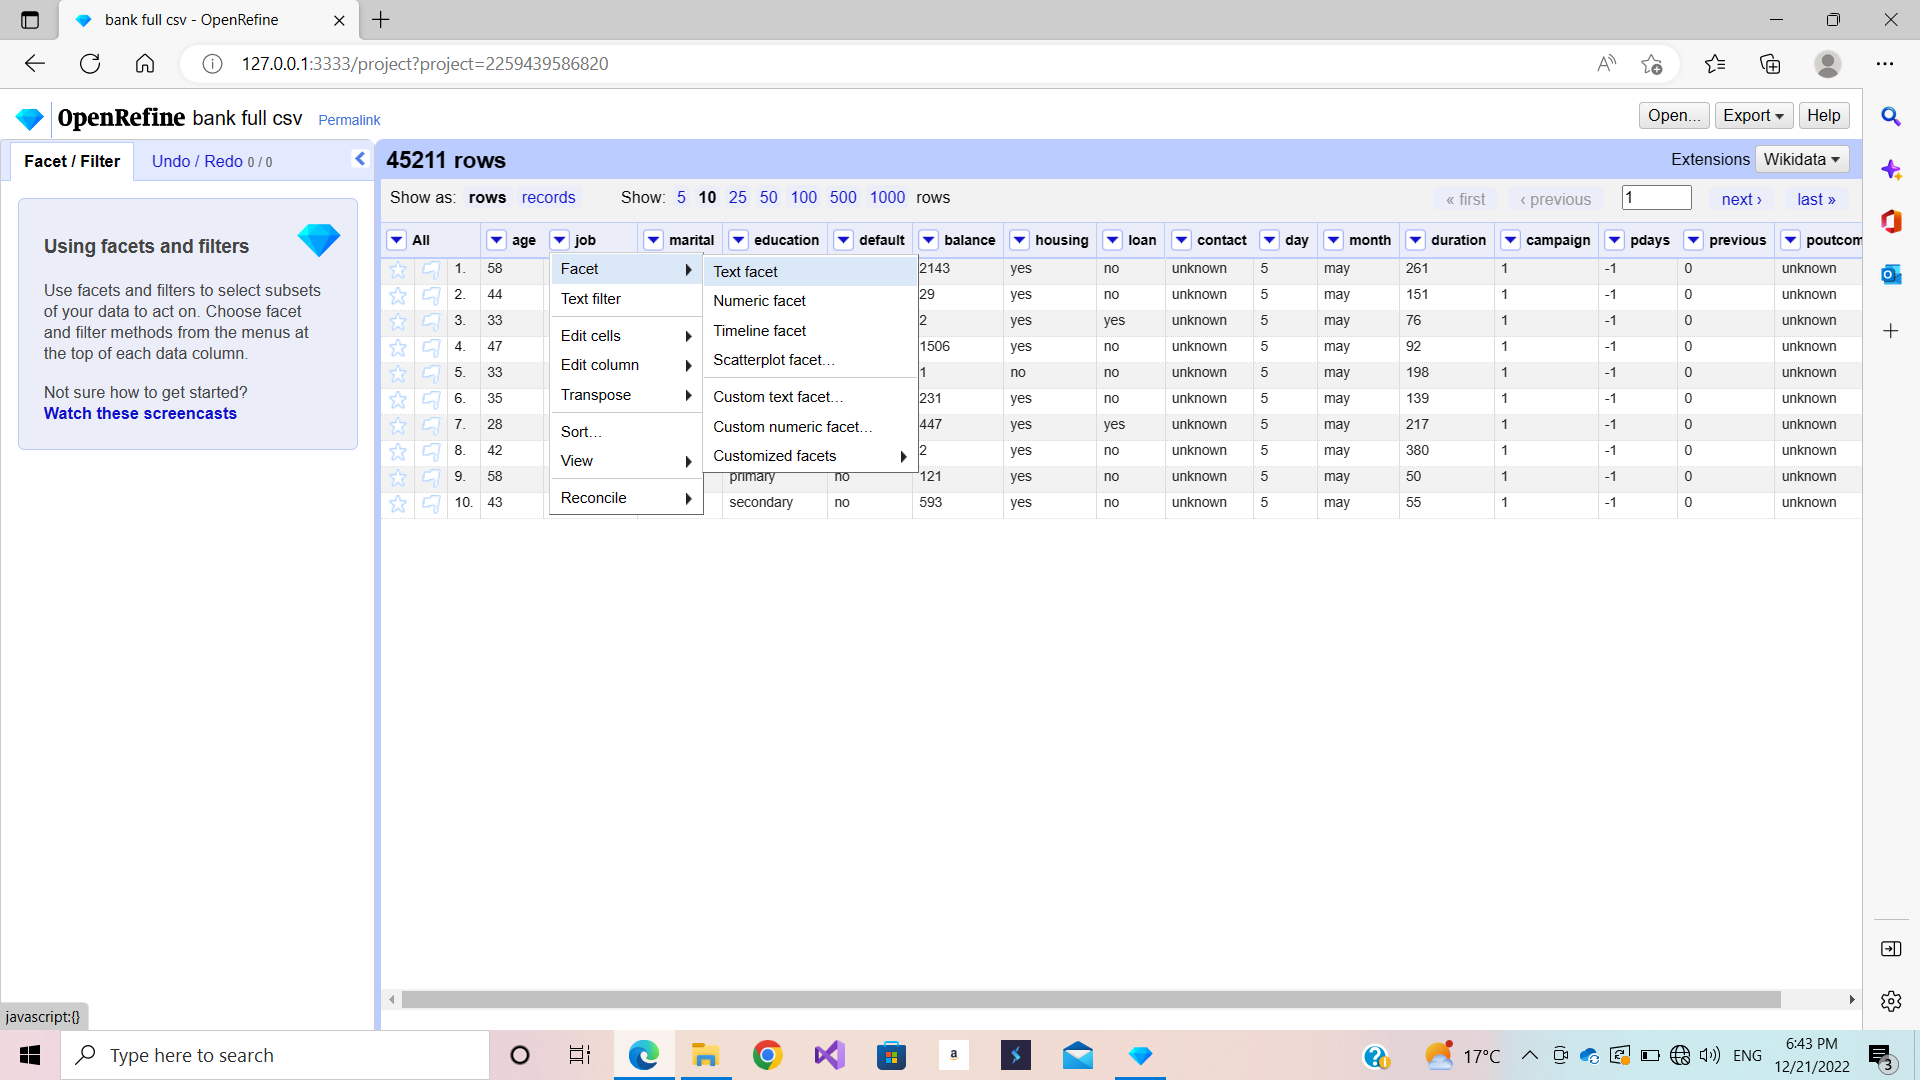 bank full csv - OpenRefine
127.0.0.1:3333/project?project=2259439586820
OpenRefine bank full csv Permalink
Open... Export Help
Facet / Filter Undo / Redo 0 / 0
45211 rows
Extensions Wikidata
Show as: rows records Show: 5 10 25 50 100 500 1000 rows
« first ‹ previous 1 next › last »
Using facets and filters
Use facets and filters to select subsets
of your data to act on. Choose facet
and filter methods from the menus at
the top of each data column.
Not sure how to get started?
Watch these screencasts
All age job marital education default balance housing loan contact day month duration campaign pdays previous poutcom
1. 58 2143 yes no unknown 5 may 261 1 -1 0 unknown
2. 44 29 yes no unknown 5 may 151 1 -1 0 unknown
3. 33 2 yes yes unknown 5 may 76 1 -1 0 unknown
4. 47 1506 yes no unknown 5 may 92 1 -1 0 unknown
5. 33 1 no no unknown 5 may 198 1 -1 0 unknown
6. 35 231 yes no unknown 5 may 139 1 -1 0 unknown
7. 28 447 yes yes unknown 5 may 217 1 -1 0 unknown
8. 42 2 yes no unknown 5 may 380 1 -1 0 unknown
9. 58 primary no 121 yes no unknown 5 may 50 1 -1 0 unknown
10. 43 secondary no 593 yes no unknown 5 may 55 1 -1 0 unknown
Facet
Text filter
Edit cells
Edit column
Transpose
Sort…
View
Reconcile
Text facet
Numeric facet
Timeline facet
Scatterplot facet…
Custom text facet…
Custom numeric facet…
Customized facets
javascript:{}
Type here to search
a
17°C
ENG
6:43 PM
12/21/2022
3